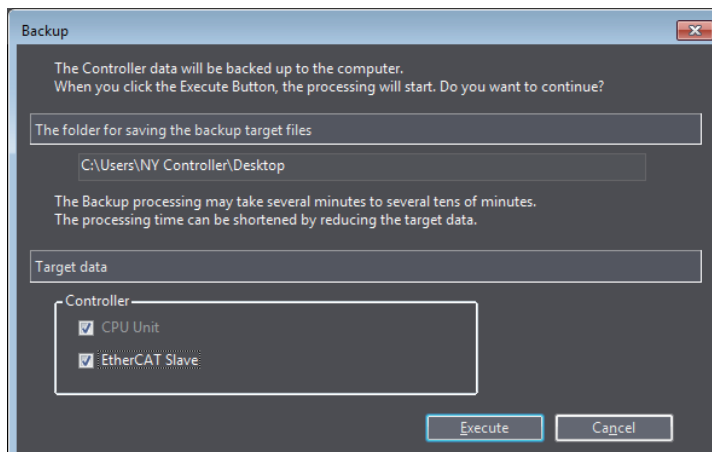 Backup
The Controller data will be backed up to the computer.
When you click the Execute Button, the processing will start. Do you want to continue?
The folder for saving the backup target files
C:\Users\NY Controller\Desktop
The Backup processing may take several minutes to several tens of minutes.
The processing time can be shortened by reducing the target data.
Target data
Controller
CPU Unit
EtherCAT Slave
Execute
Cancel